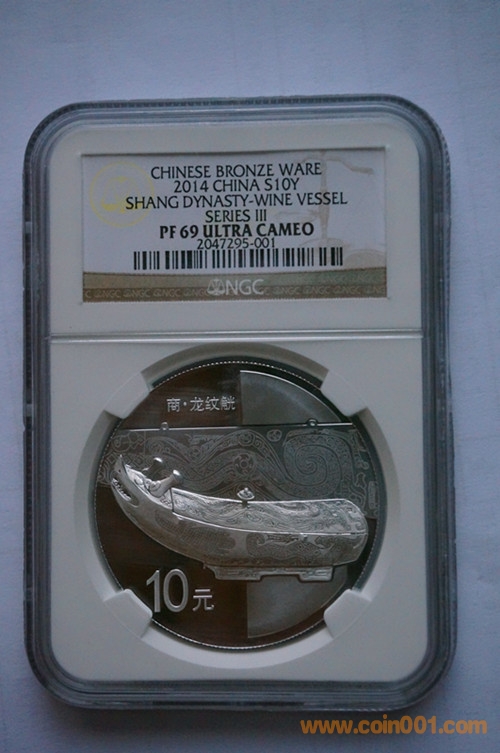 CHINESE BRONZE WARE
2014 CHINA S10Y
SHANG DYNASTY-WINE VESSEL
SERIES III
PF 69 ULTRA CAMEO
2047295-001
NGC
商·龙纹觥
10元
www.coin001.com